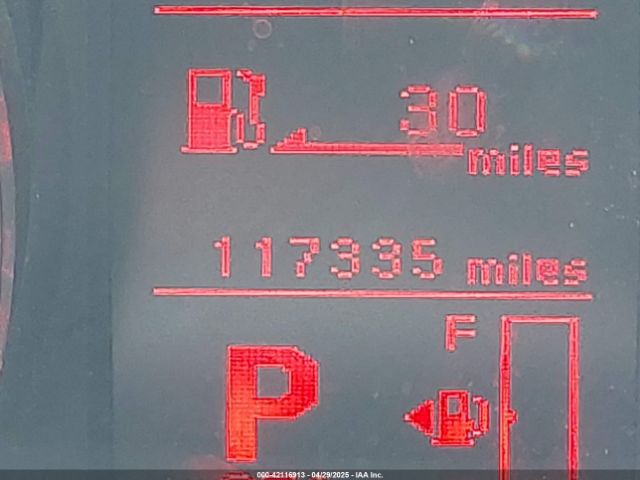 30
miles
117335 miles
F
P
000-42116913 - 04/29/2025 - IAA Inc.